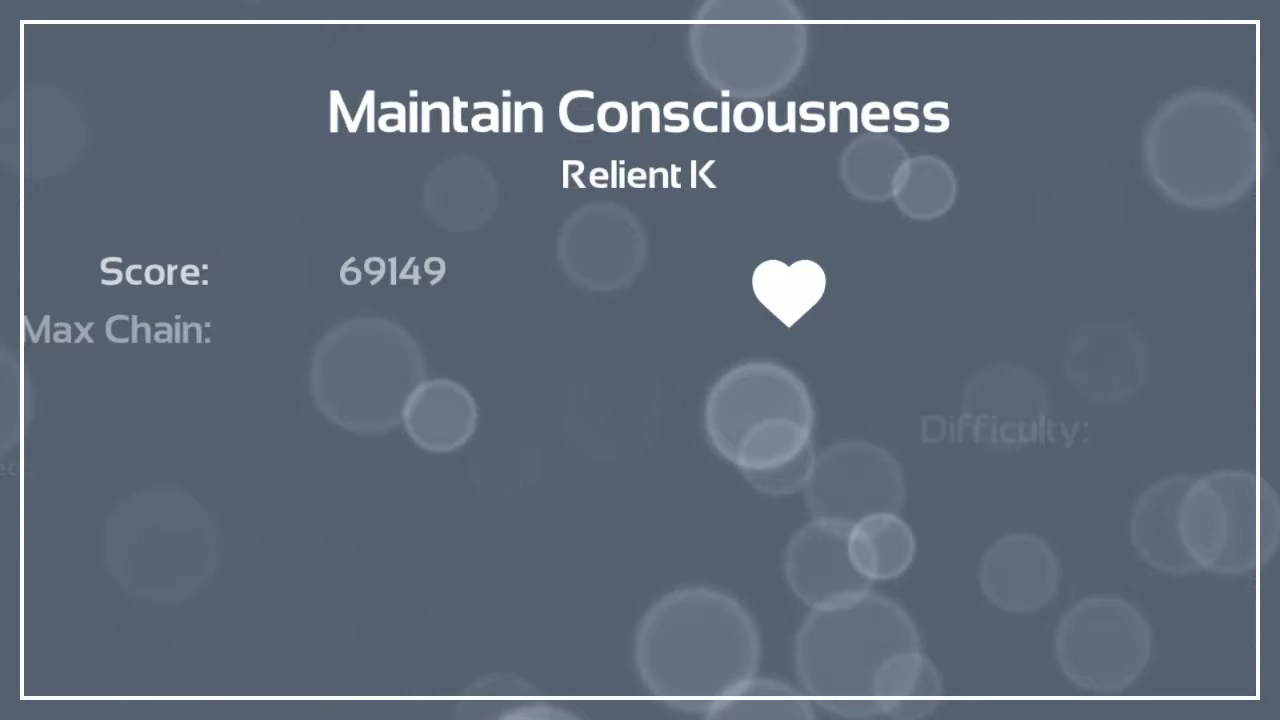 Maintain Consciousness
Relient K
Score: 69149
Max Chain:
Difficulty: